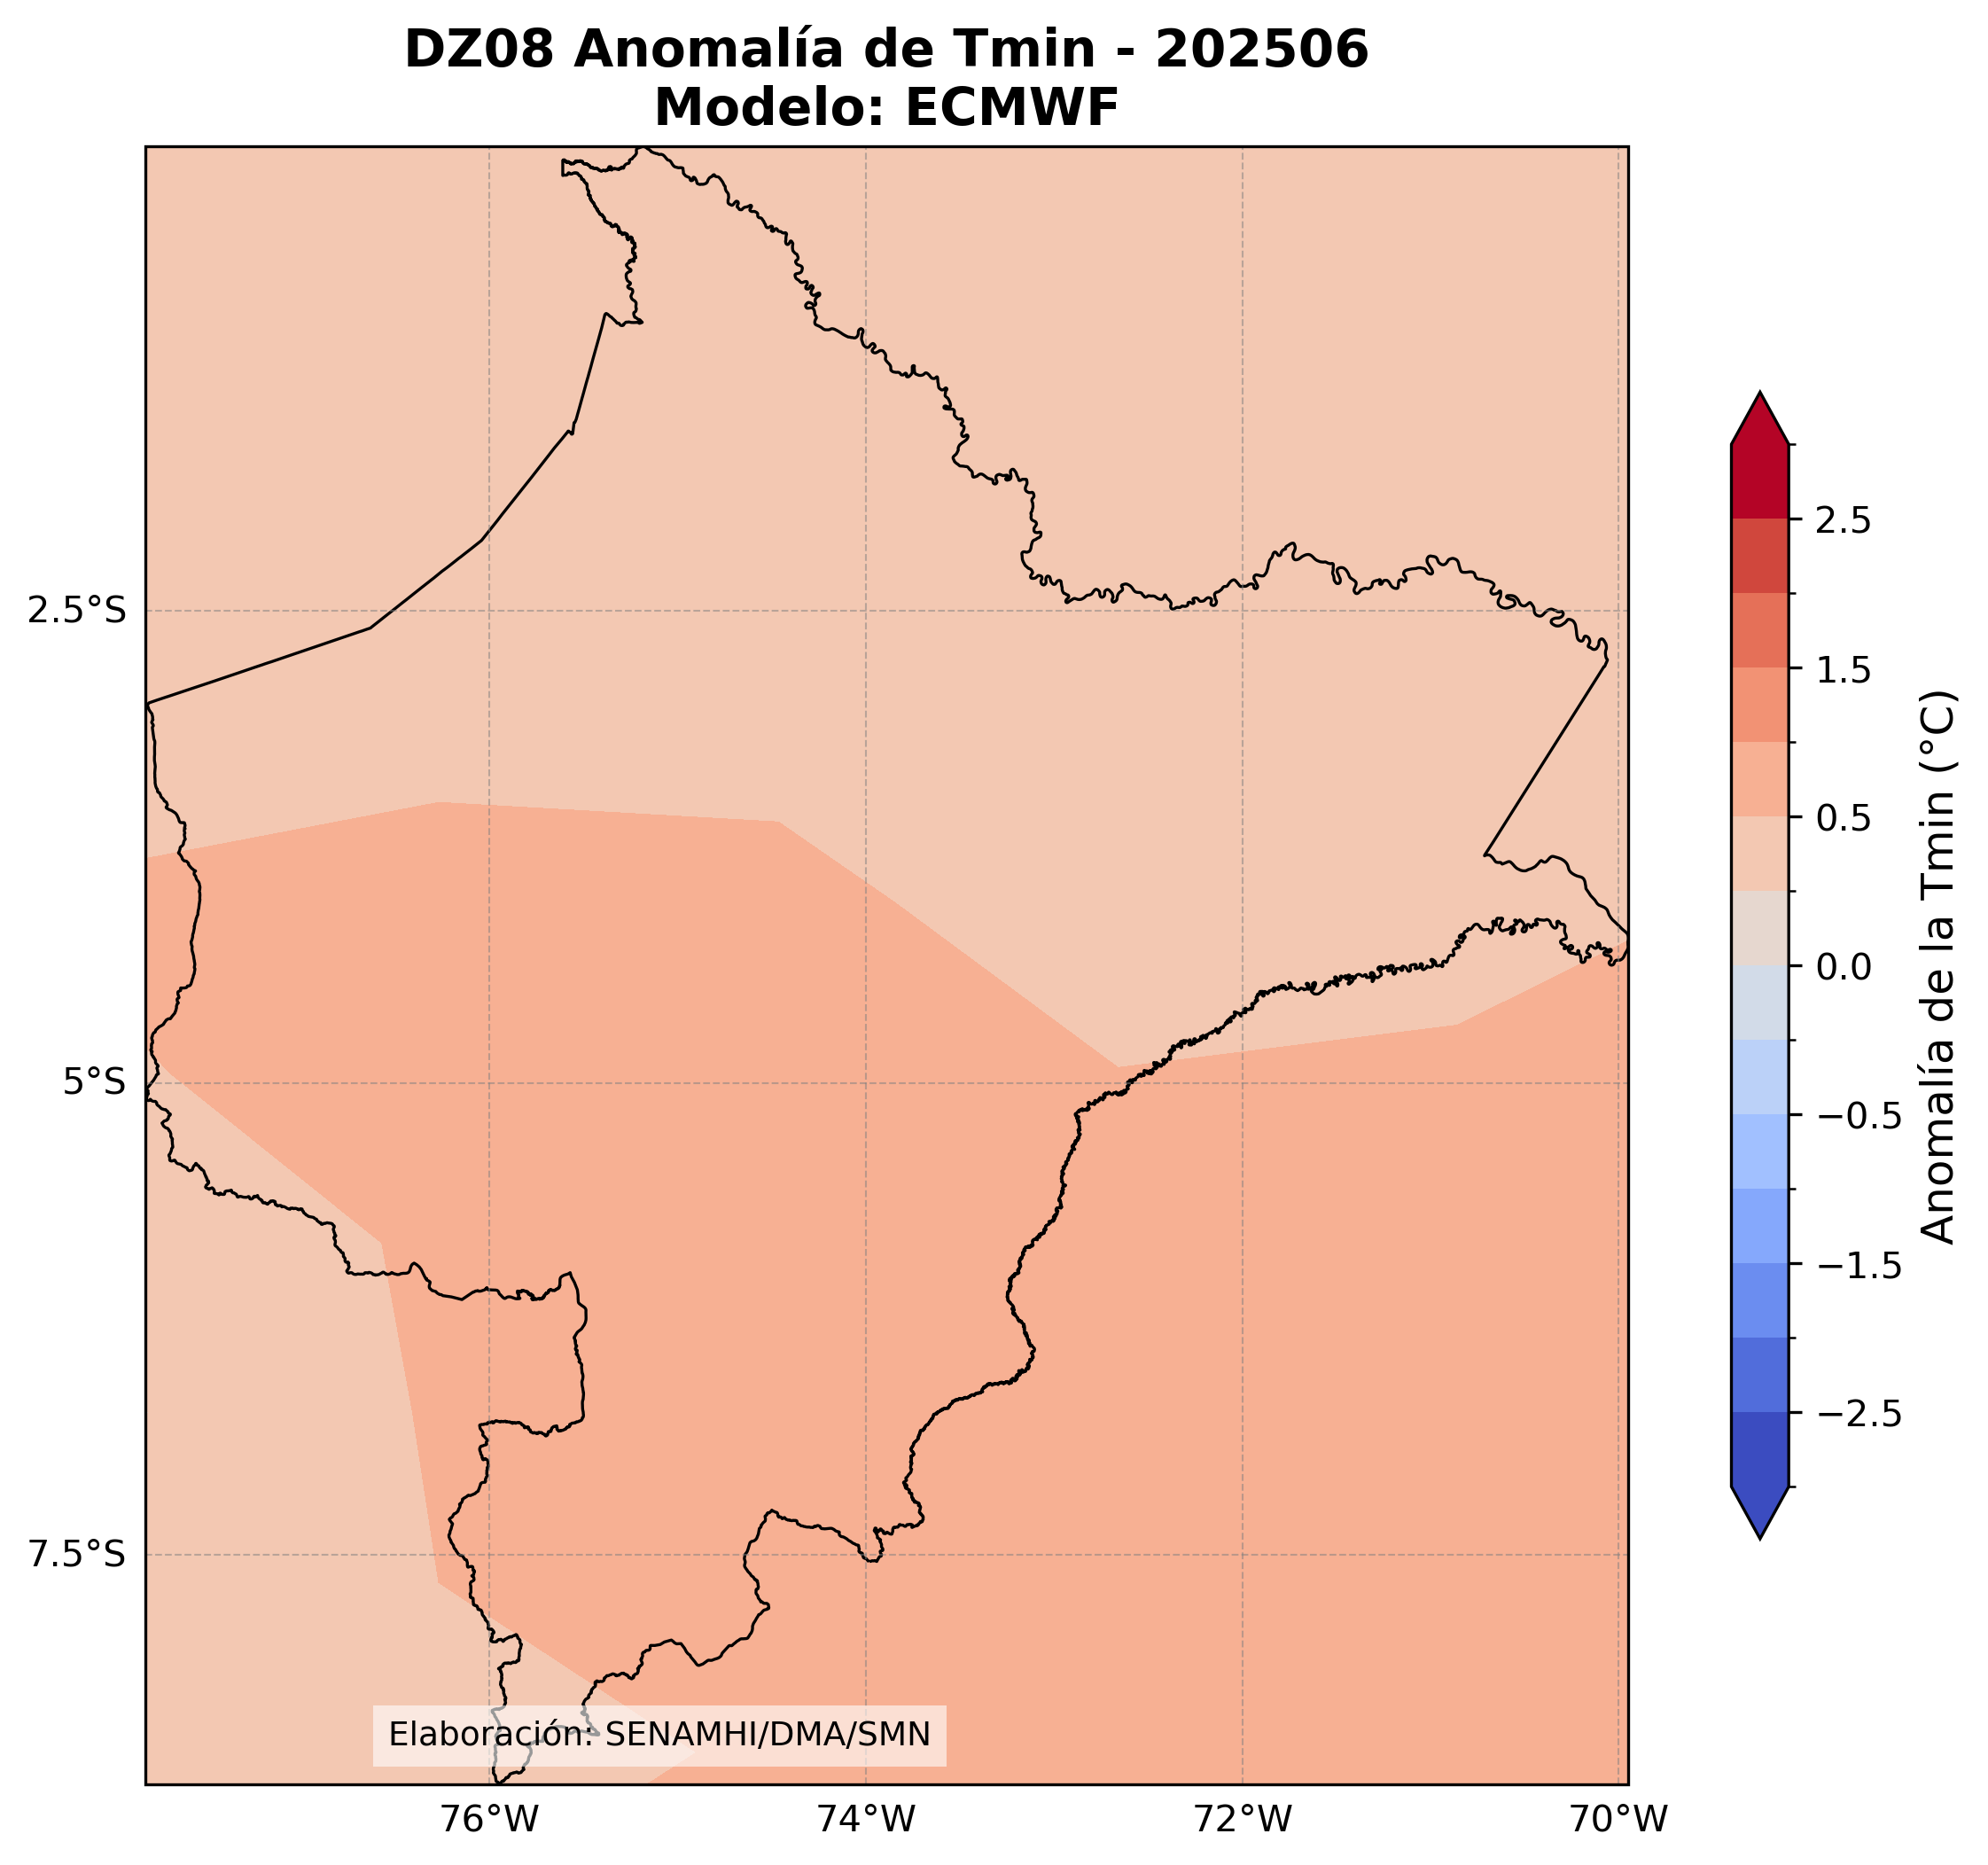 DZ08 Anomalía de Tmin - 202506
Modelo: ECMWF
2.5°S
5°S
7.5°S
76°W
74°W
72°W
70°W
Elaboración: SENAMHI/DMA/SMN
2.5
1.5
0.5
0.0
−0.5
−1.5
−2.5
Anomalía de la Tmin (°C)